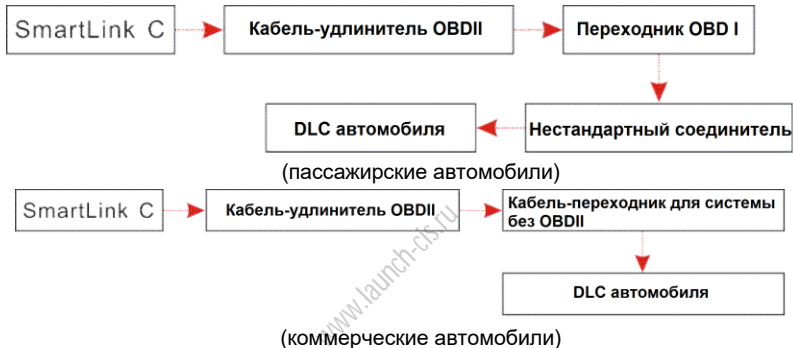 SmartLink C
Кабель-удлинитель OBDII
Переходник OBD I
DLC автомобиля
Нестандартный соединитель
(пассажирские автомобили)
SmartLink C
Кабель-удлинитель OBDII
Кабель-переходник для системы
без OBDII
DLC автомобиля
www.launch-cis.ru
(коммерческие автомобили)